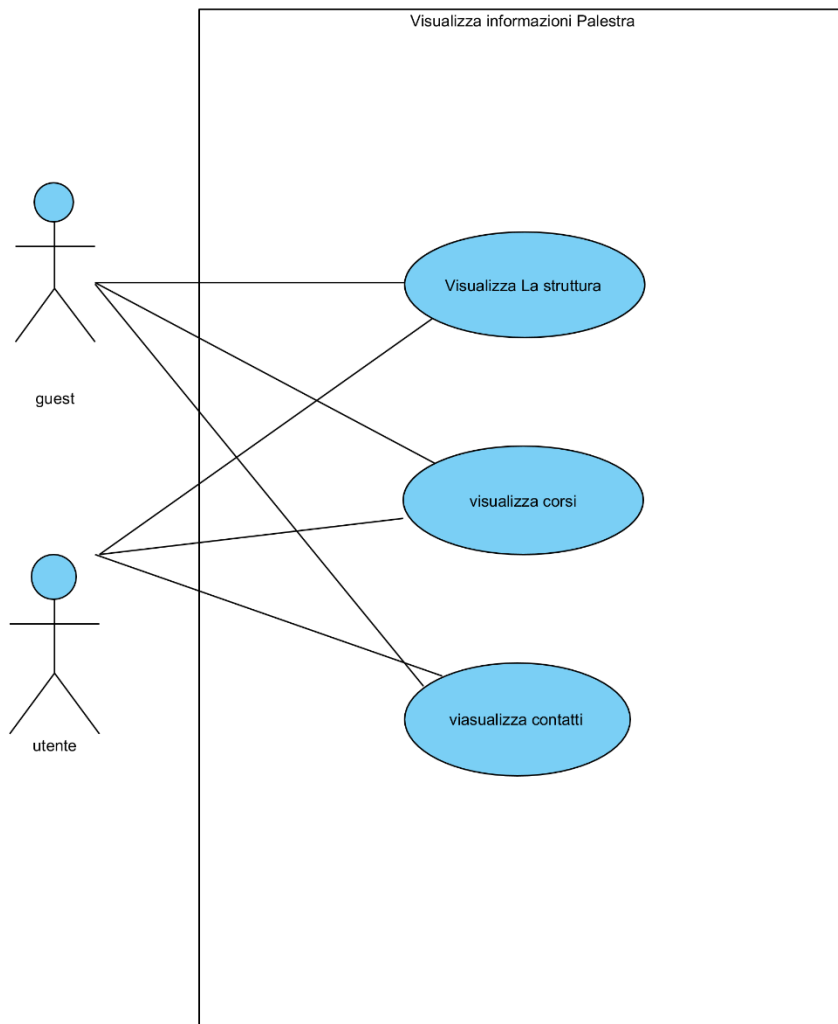 Visualizza informazioni Palestra
Visualizza La struttura
guest
visualizza corsi
viasualizza contatti
utente